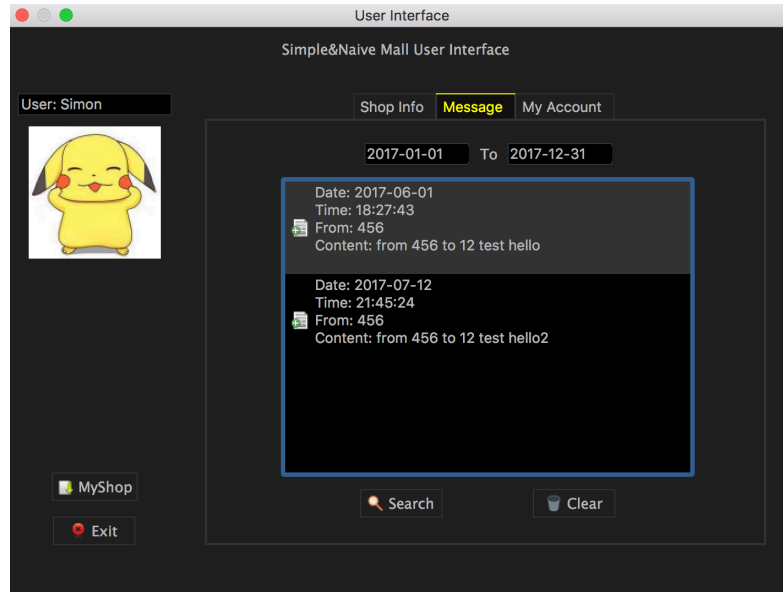 User Interface
Simple&Naive Mall User Interface
User: Simon
Shop Info Message My Account
2017-01-01 To 2017-12-31
Date: 2017-06-01
Time: 18:27:43
From: 456
Content: from 456 to 12 test hello
Date: 2017-07-12
Time: 21:45:24
From: 456
Content: from 456 to 12 test hello2
MyShop
Search Clear
Exit